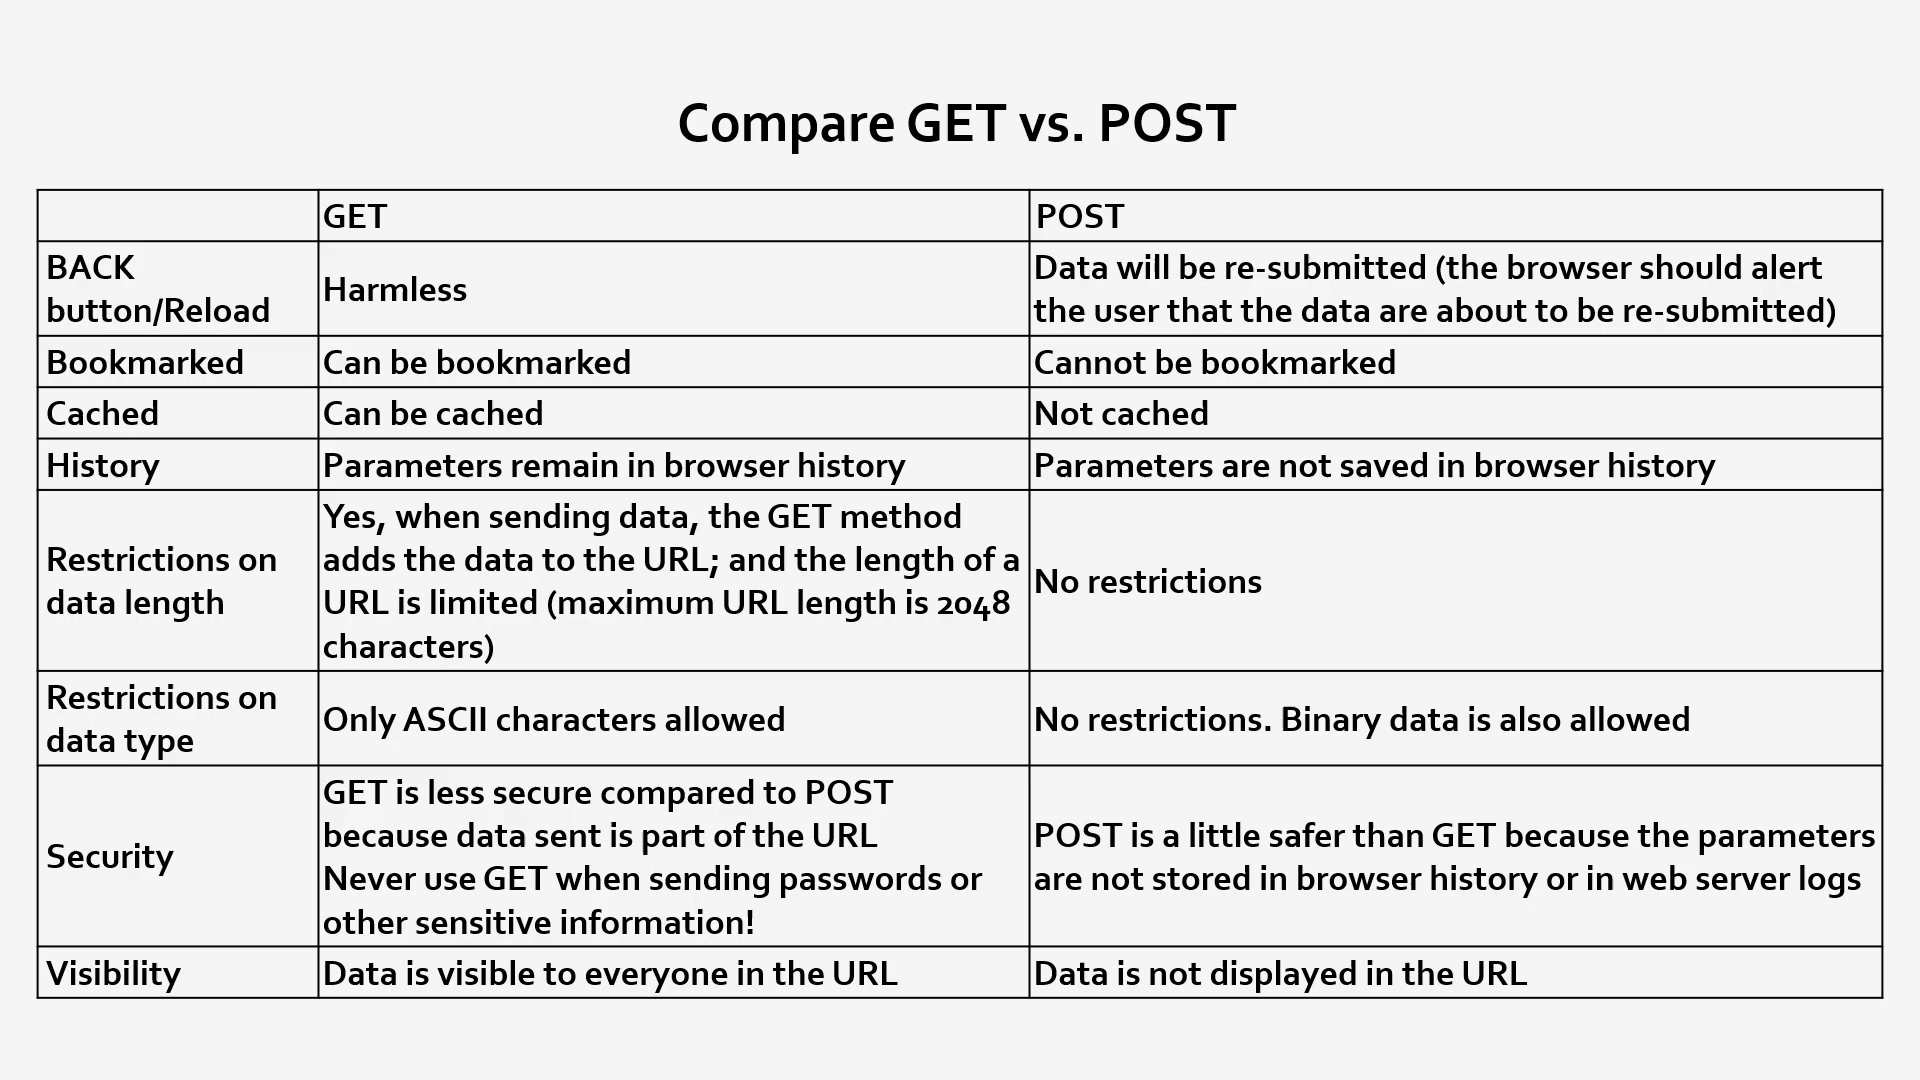 Compare GET vs. POST
GET
POST
BACK
button/Reload
Harmless
Data will be re-submitted (the browser should alert
the user that the data are about to be re-submitted)
Bookmarked
Can be bookmarked
Cannot be bookmarked
Cached
Can be cached
Not cached
History
Parameters remain in browser history
Parameters are not saved in browser history
Restrictions on
data length
Yes, when sending data, the GET method
adds the data to the URL; and the length of a
URL is limited (maximum URL length is 2048
characters)
No restrictions
Restrictions on
data type
Only ASCII characters allowed
No restrictions. Binary data is also allowed
Security
GET is less secure compared to POST
because data sent is part of the URL
Never use GET when sending passwords or
other sensitive information!
POST is a little safer than GET because the parameters
are not stored in browser history or in web server logs
Visibility
Data is visible to everyone in the URL
Data is not displayed in the URL